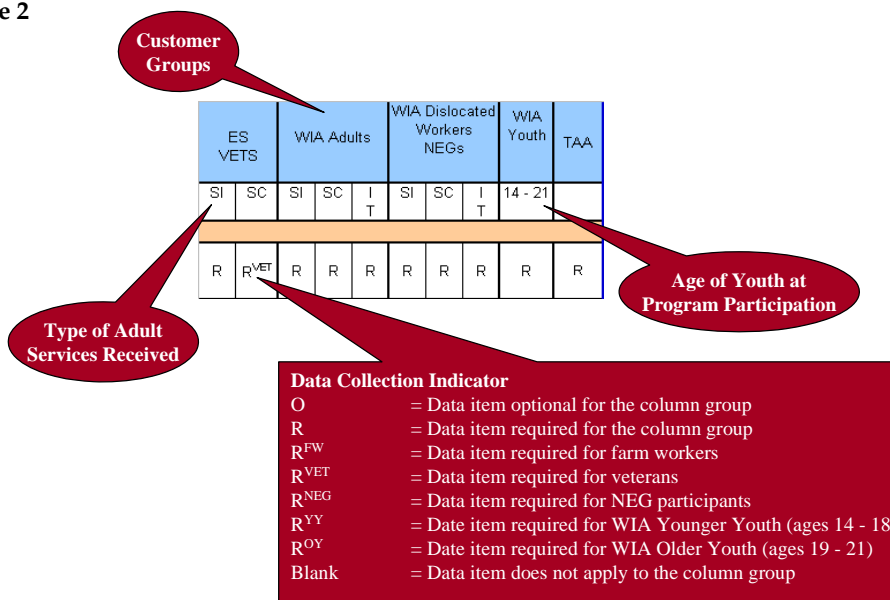 e 2
Customer
Groups
ES
VETS
WIA Adults
WIA Dislocated
Workers
NEGs
WIA
Youth
TAA
SI SC SI SC I
T SI SC I
T 14 - 21
R R^VET R R R R R R R R
Age of Youth at
Program Participation
Type of Adult
Services Received
Data Collection Indicator
O = Data item optional for the column group
R = Data item required for the column group
R^FW = Data item required for farm workers
R^VET = Data item required for veterans
R^NEG = Data item required for NEG participants
R^YY = Date item required for WIA Younger Youth (ages 14 - 18
R^OY = Date item required for WIA Older Youth (ages 19 - 21)
Blank = Data item does not apply to the column group